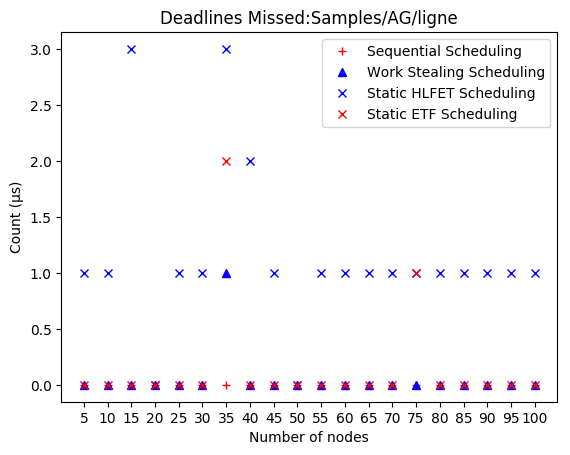 Deadlines Missed:Samples/AG/ligne
Sequential Scheduling
Work Stealing Scheduling
Static HLFET Scheduling
Static ETF Scheduling
Count (µs)
3.0
2.5
2.0
1.5
1.0
0.5
0.0
5 10 15 20 25 30 35 40 45 50 55 60 65 70 75 80 85 90 95 100
Number of nodes